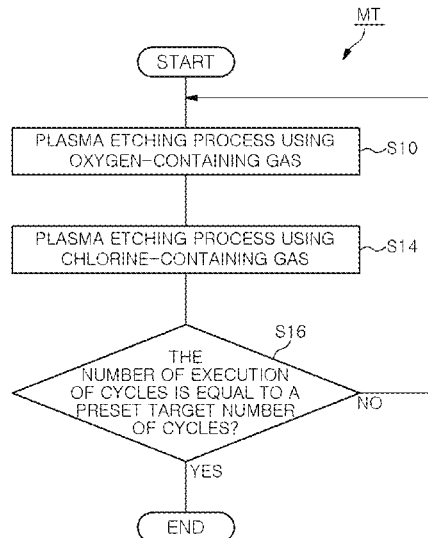 MT
START
PLASMA ETCHING PROCESS USING
OXYGEN-CONTAINING GAS
S10
PLASMA ETCHING PROCESS USING
CHLORINE-CONTAINING GAS
S14
S16
THE
NUMBER OF EXECUTION
OF CYCLES IS EQUAL TO A
PRESET TARGET NUMBER
OF CYCLES?
NO
YES
END